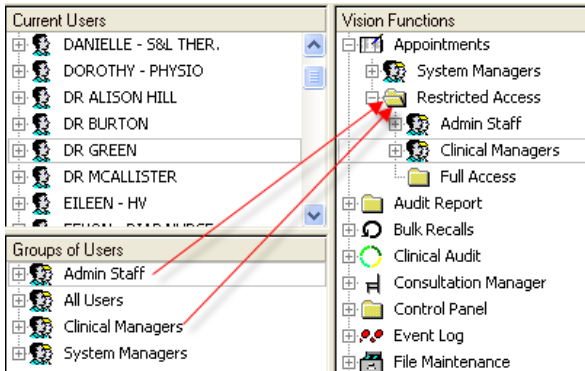 Current Users
DANIELLE - S&L THER.
DOROTHY - PHYSIO
DR ALISON HILL
DR BURTON
DR GREEN
DR MCALLISTER
EILEEN - HV
Groups of Users
Admin Staff
All Users
Clinical Managers
System Managers
Vision Functions
Appointments
System Managers
Restricted Access
Admin Staff
Clinical Managers
Full Access
Audit Report
Bulk Recalls
Clinical Audit
Consultation Manager
Control Panel
Event Log
File Maintenance